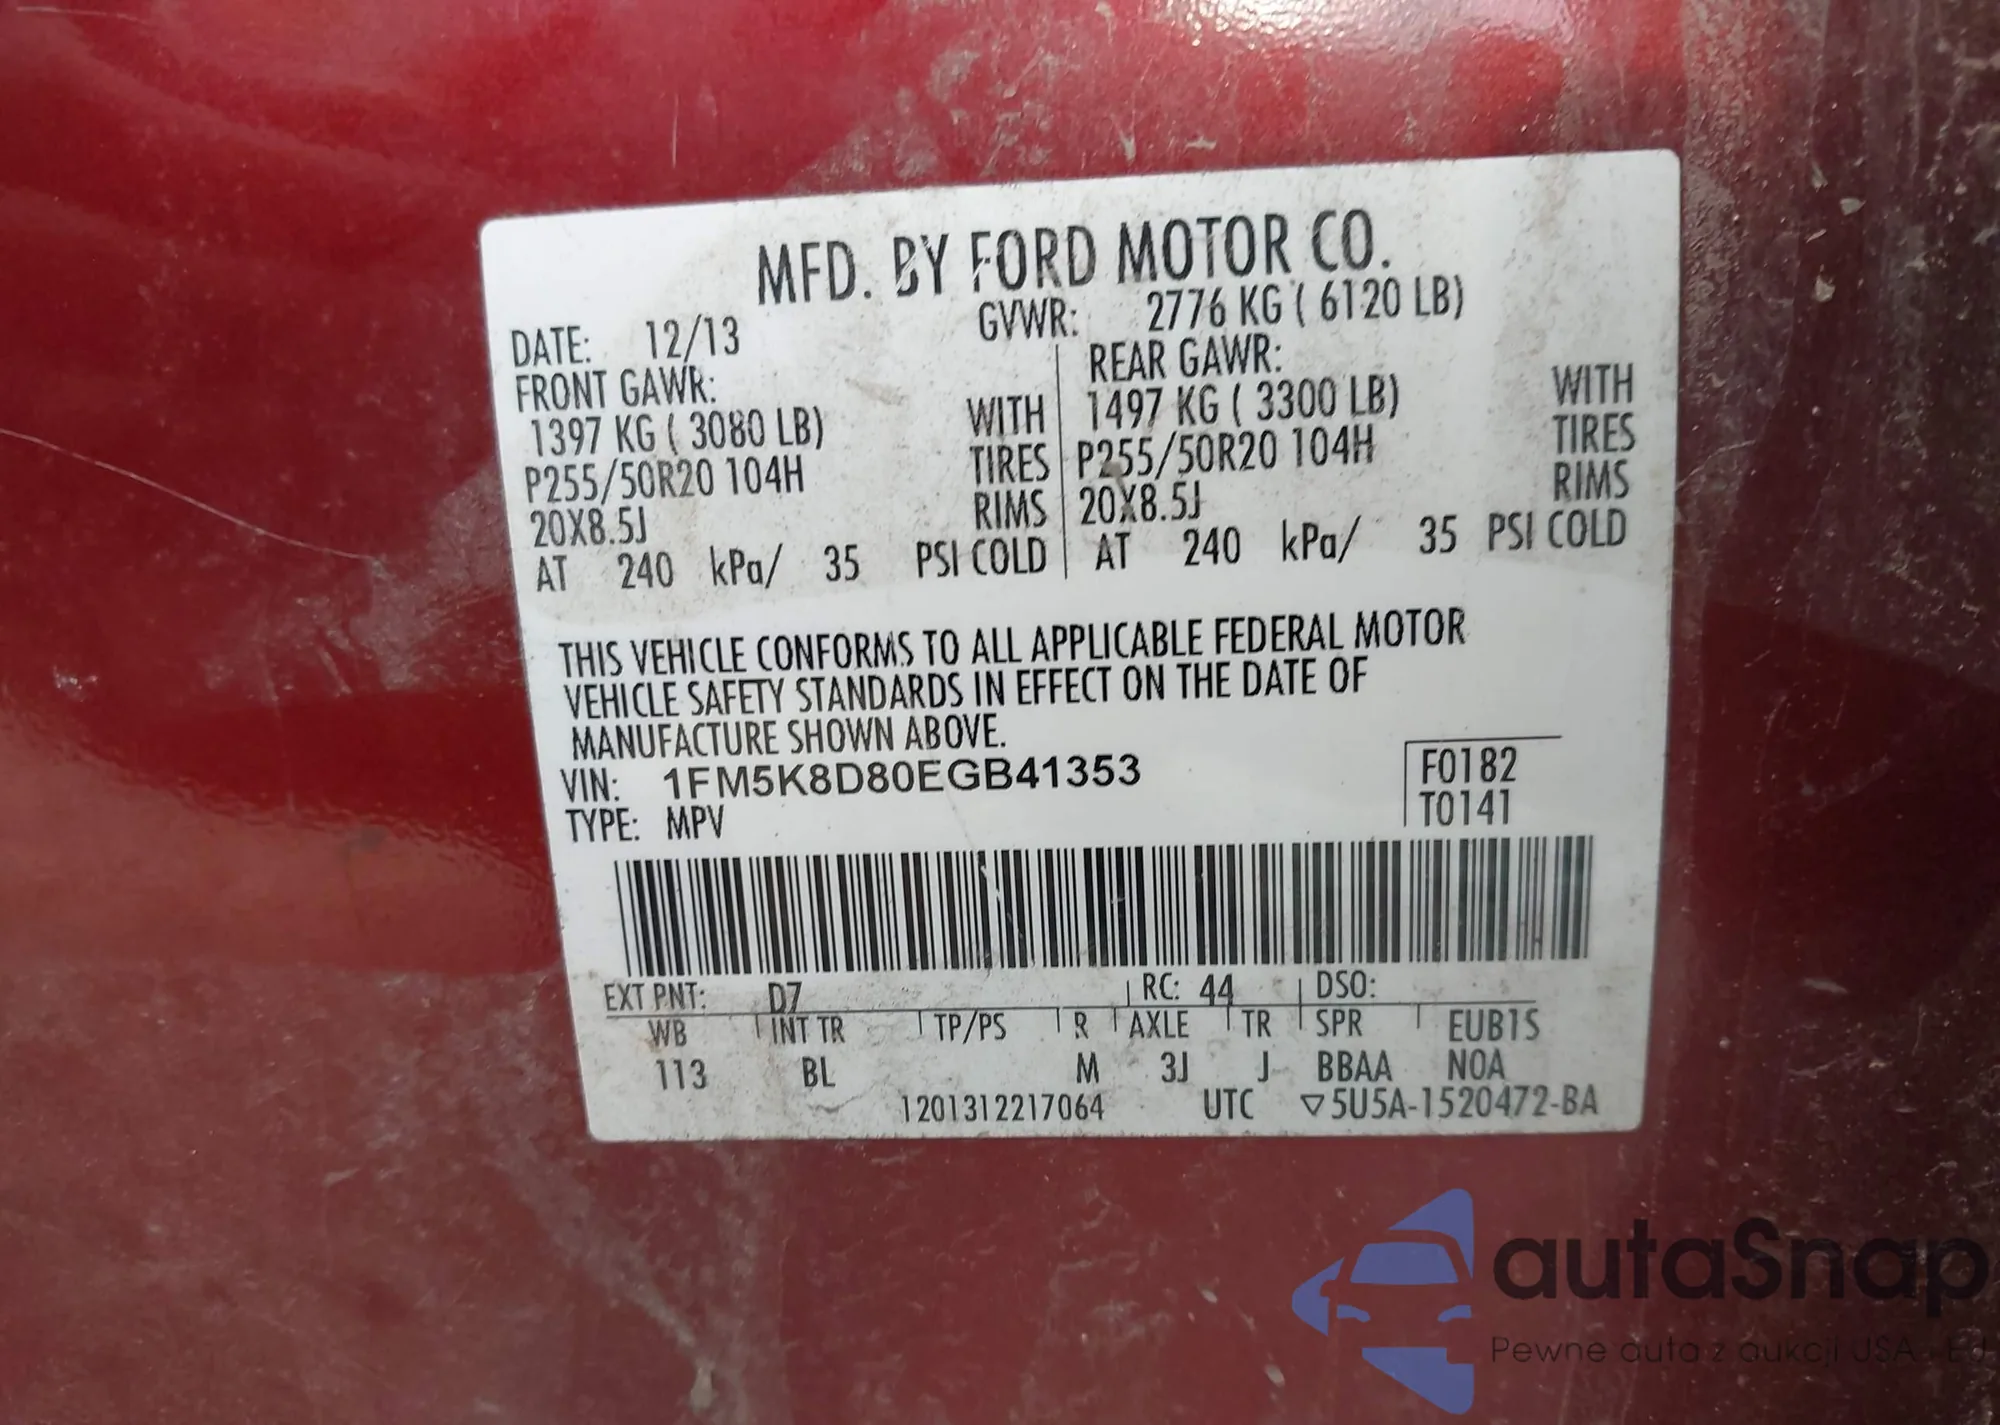 MFD. BY FORD MOTOR CO.
DATE: 12/13 GVWR: 2776 KG ( 6120 LB)
FRONT GAWR: REAR GAWR:
1397 KG ( 3080 LB) WITH 1497 KG ( 3300 LB) WITH
P255/50R20 104H TIRES P255/50R20 104H TIRES
20X8.5J RIMS 20X8.5J RIMS
AT 240 kPa/ 35 PSI COLD AT 240 kPa/ 35 PSI COLD
THIS VEHICLE CONFORMS TO ALL APPLICABLE FEDERAL MOTOR
VEHICLE SAFETY STANDARDS IN EFFECT ON THE DATE OF
MANUFACTURE SHOWN ABOVE.
VIN: 1FM5K8D80EGB41353 F0182
TYPE: MPV T0141
EXT PNT: D7 RC: 44 DSO:
WB INT TR TP/PS R AXLE TR SPR EUB1S
113 BL M 3J J BBAA NOA
1201312217064 UTC ▽5U5A-1520472-BA
autaSnap
Pewne auta z aukcji USA